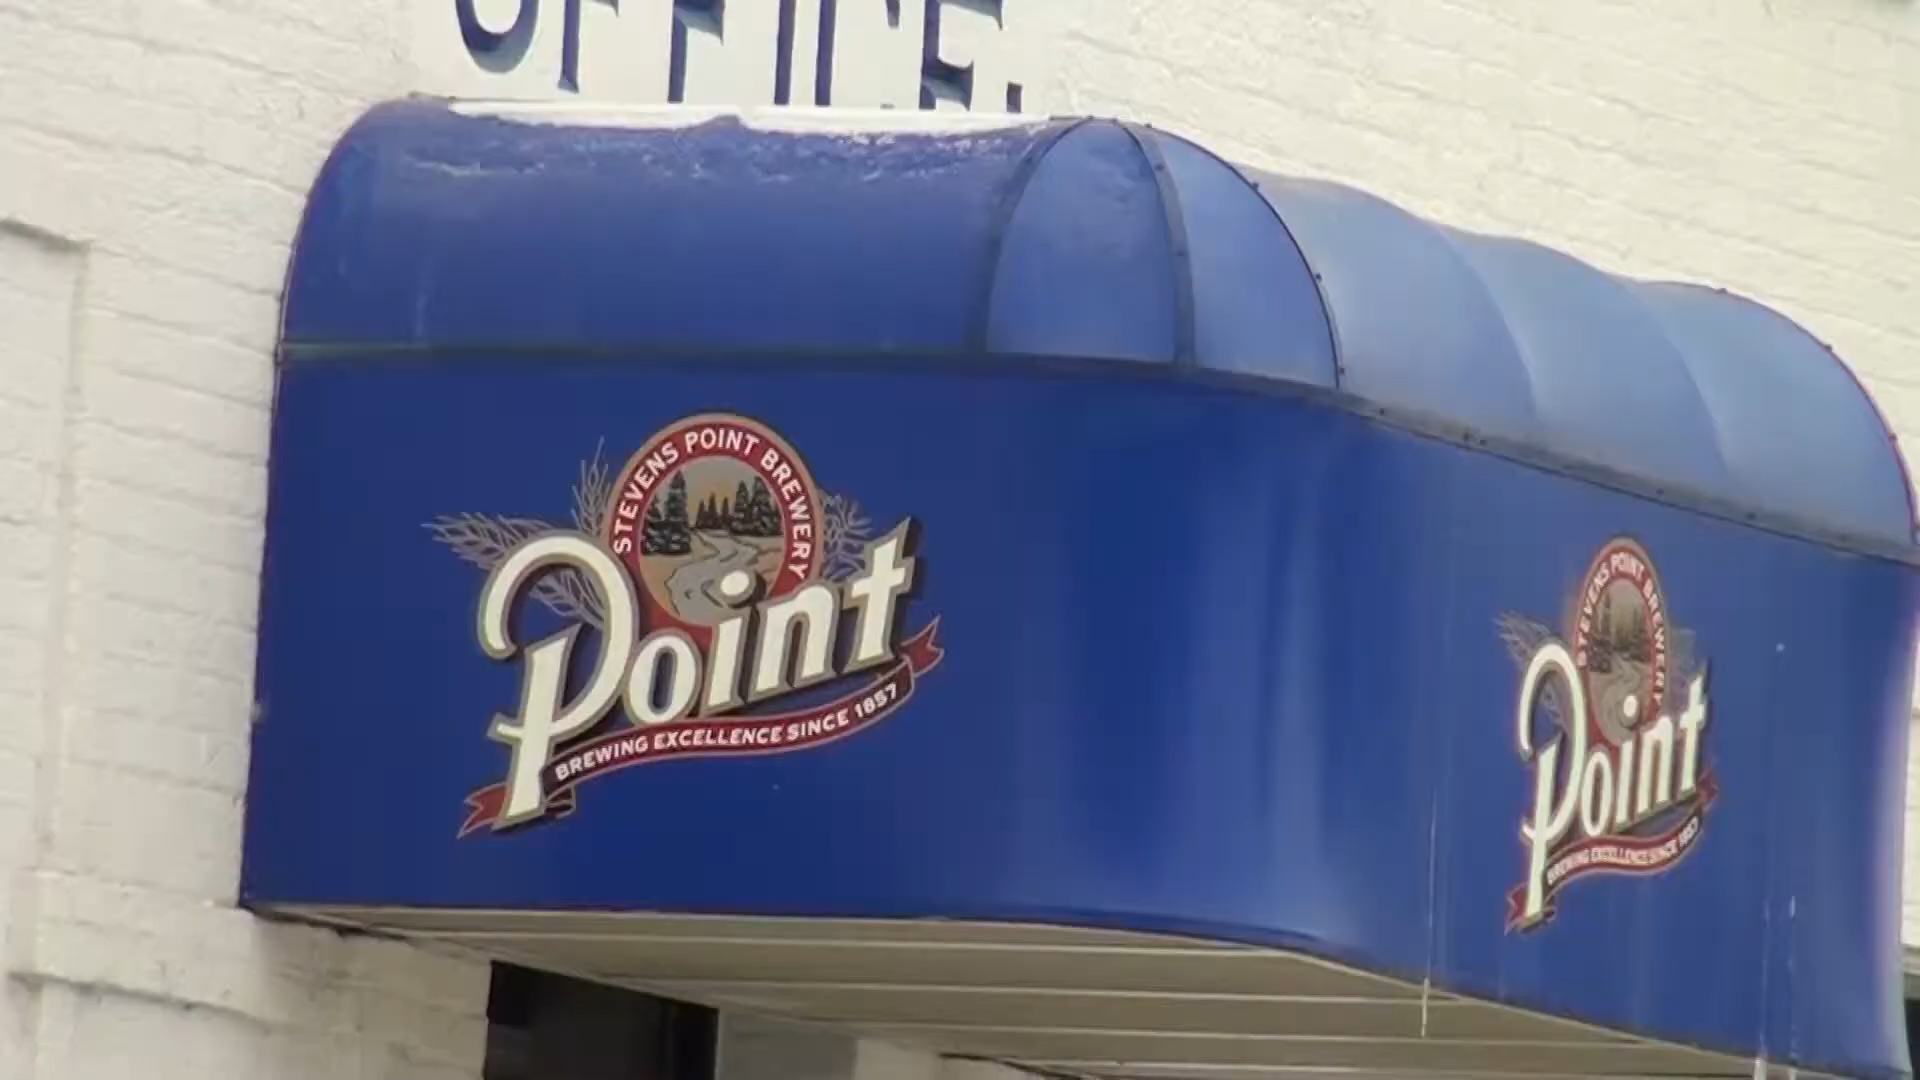 OFFICE.
STEVENS POINT BREWERY
Point
BREWING EXCELLENCE SINCE 1857
STEVENS POINT BREWERY
Point
BREWING EXCELLENCE SINCE 1857